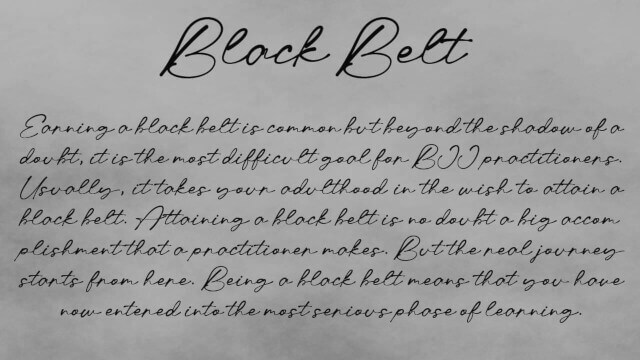 Black Belt
Earning a black belt is common but beyond the shadow of a
doubt, it is the most difficult goal for BJJ practitioners.
Usually, it takes your adulthood in the wish to attain a
black belt. Attaining a black belt is no doubt a big accom
plishment that a practitioner makes. But the real journey
starts from here. Being a black belt means that you have
now entered into the most serious phase of learning.